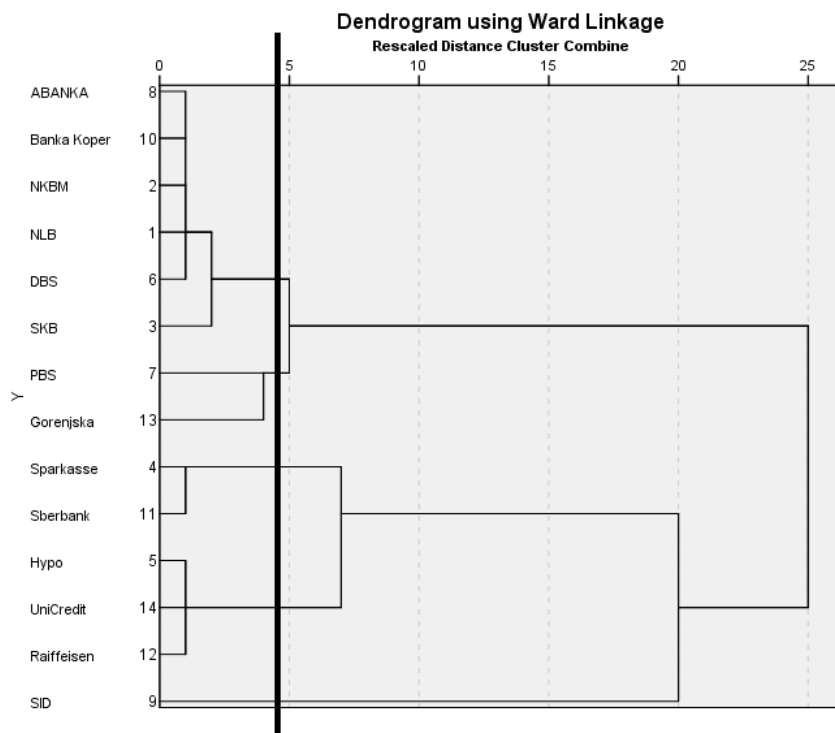 Dendrogram using Ward Linkage
Rescaled Distance Cluster Combine
0 5 10 15 20 25
ABANKA 8
Banka Koper 10
NKBM 2
NLB 1
DBS 6
SKB 3
PBS 7
Y
Gorenjska 13
Sparkasse 4
Sberbank 11
Hypo 5
UniCredit 14
Raiffeisen 12
SID 9